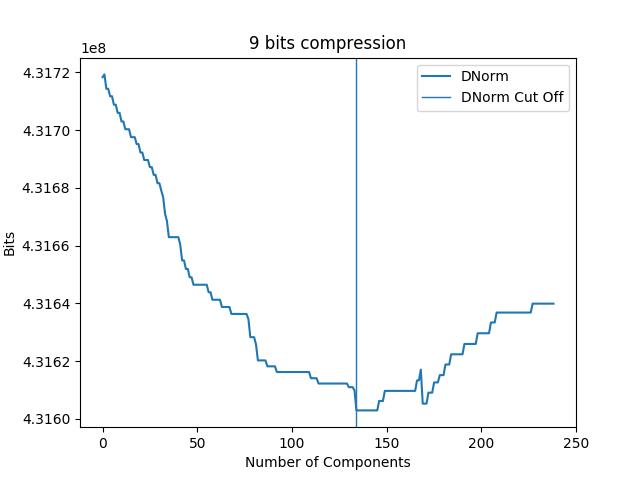 9 bits compression
1e8
4.3172
4.3170
4.3168
4.3166
4.3164
4.3162
4.3160
Bits
0 50 100 150 200 250
Number of Components
DNorm
DNorm Cut Off